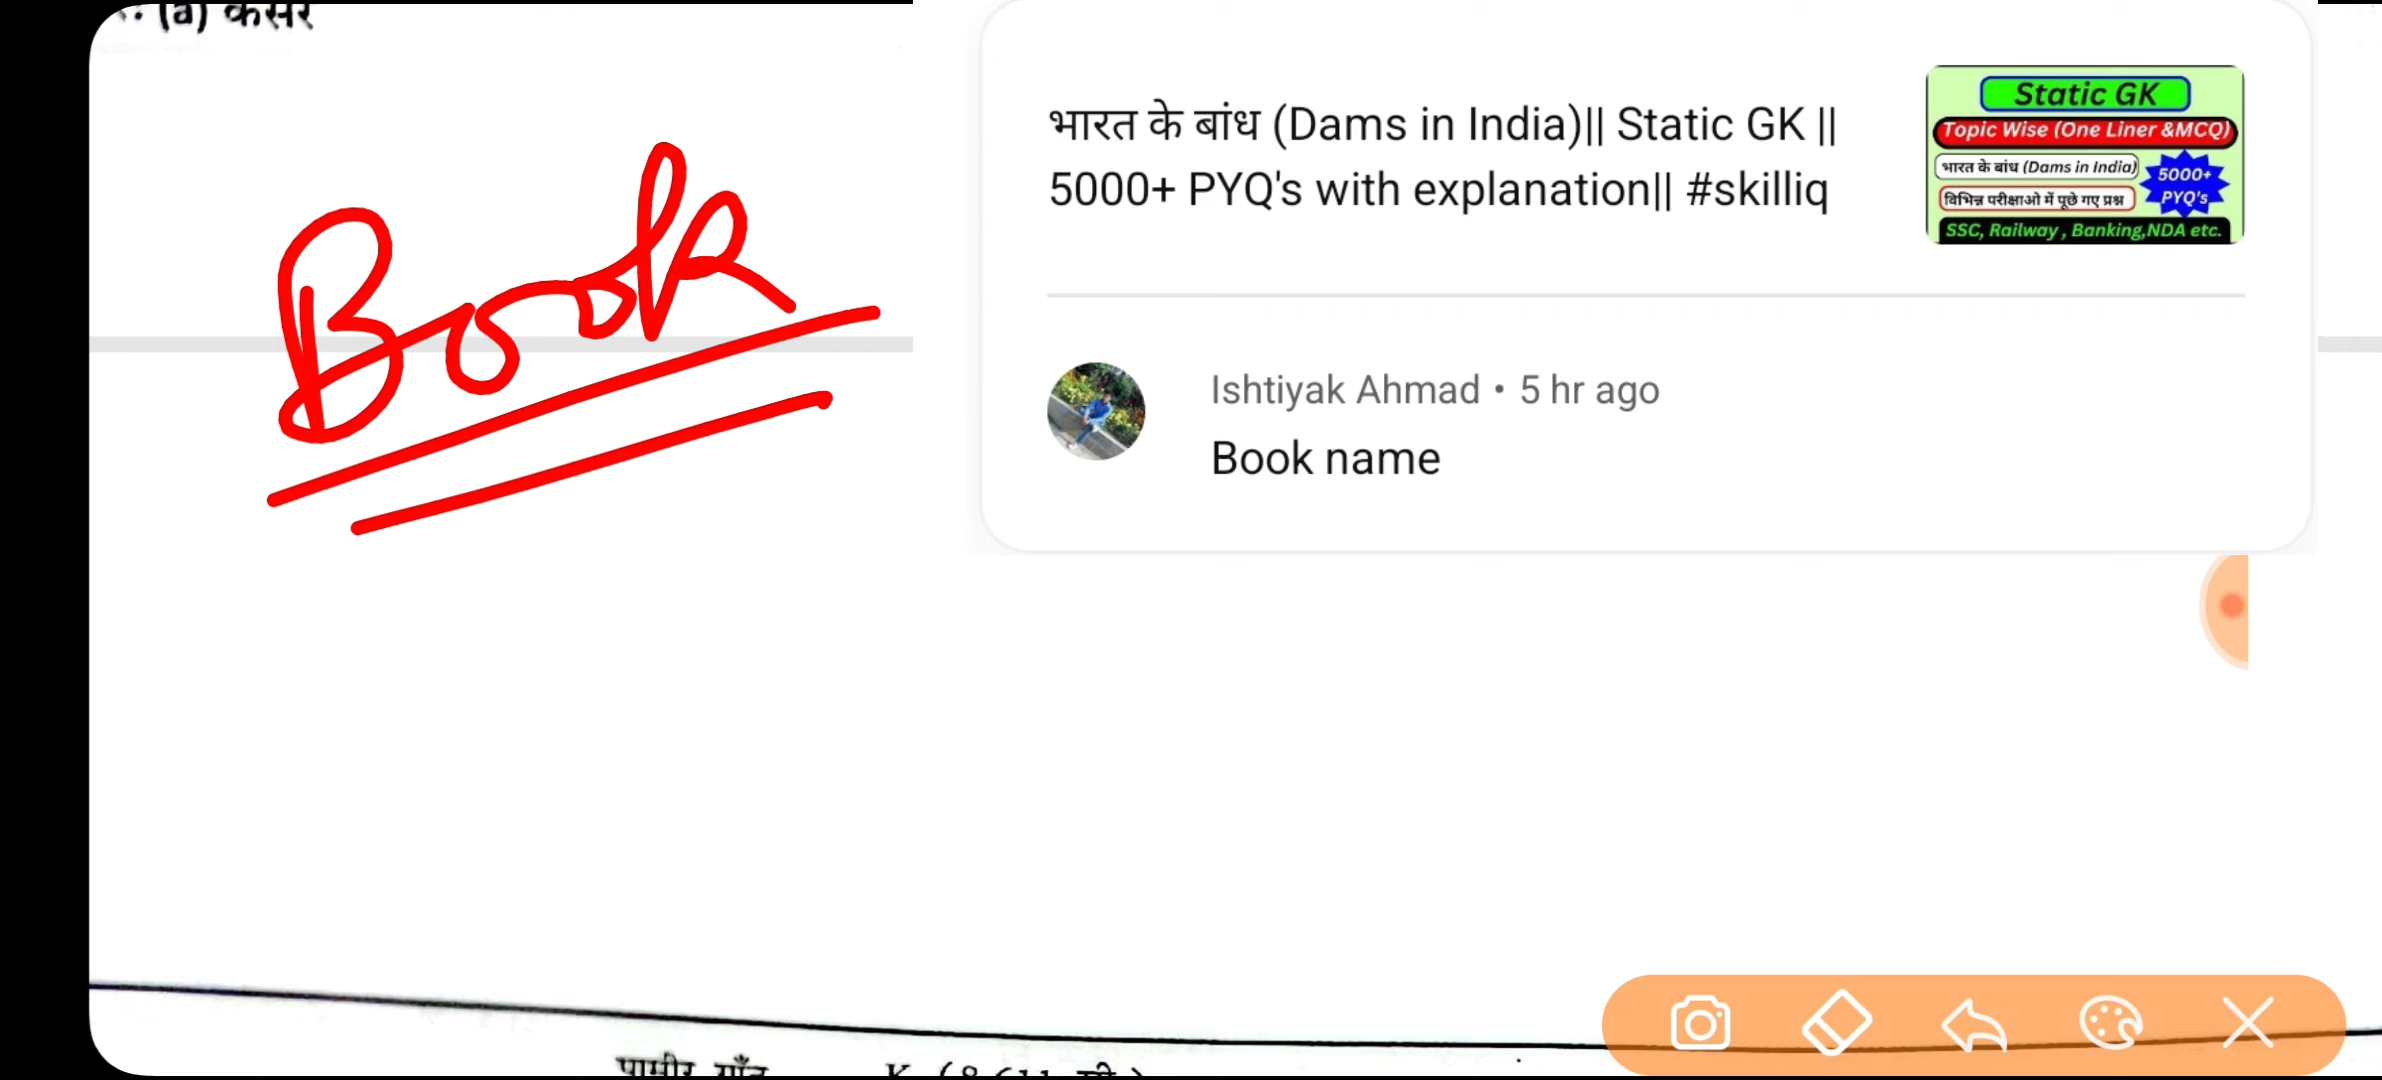 (a) केसर
Book
भारत के बांध (Dams in India)|| Static GK ||
5000+ PYQ's with explanation|| #skilliq
Static GK
Topic Wise (One Liner &MCQ)
भारत के बांध (Dams in India)
5000+
PYQ's
विभिन्न परीक्षाओ में पूछे गए प्रश्न
SSC, Railway , Banking,NDA etc.
Ishtiyak Ahmad • 5 hr ago
Book name
पामीर गाँठ